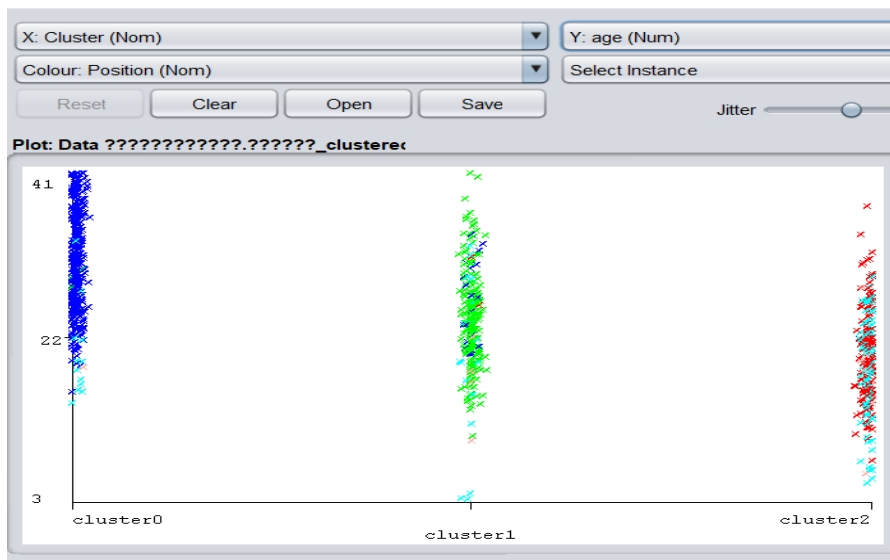 X: Cluster (Nom) Y: age (Num)
Colour: Position (Nom) Select Instance
Reset Clear Open Save Jitter
Plot: Data ????????????.??????_clustered
41
22
3
cluster0 cluster1 cluster2